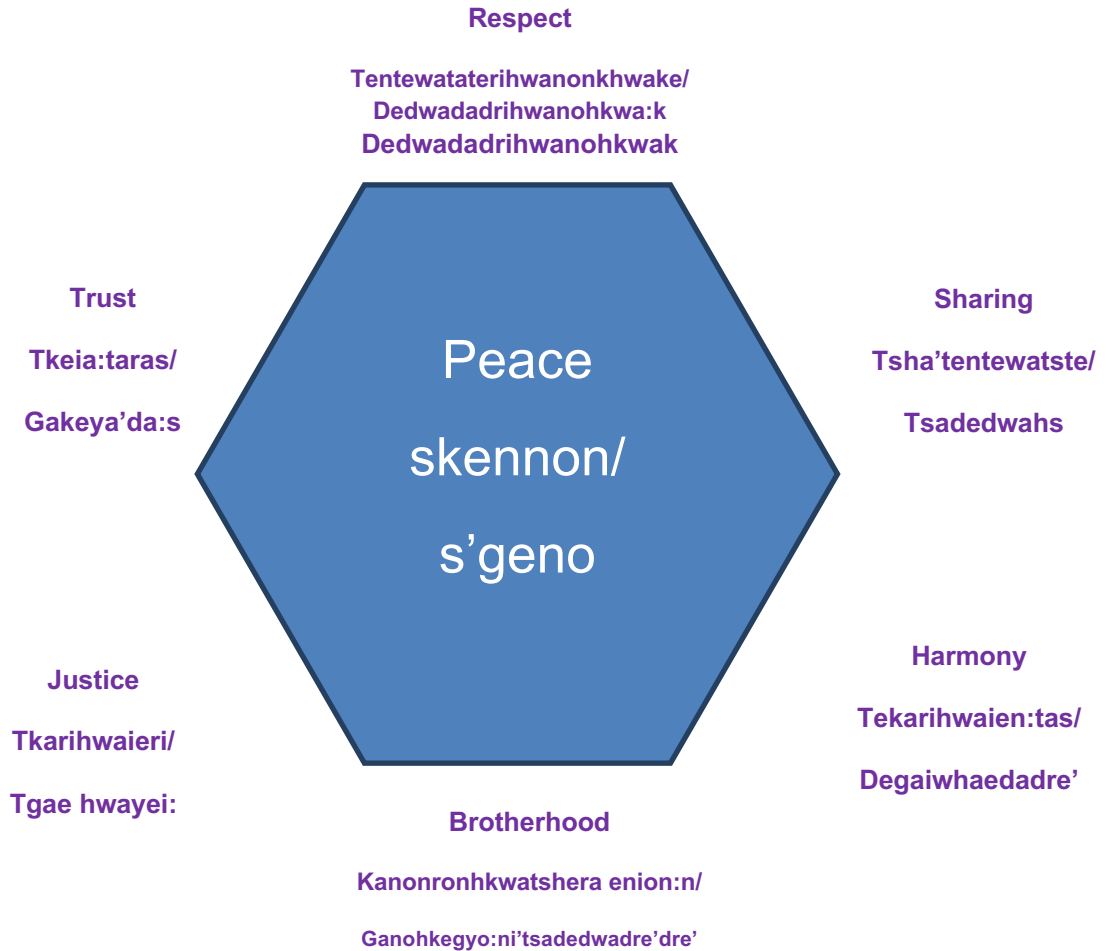 Respect
Tentewataterihwanonkhwake/
Dedwadadrihwanohkwa:k
Dedwadadrihwanohkwak
Trust
Tkeia:taras/
Gakeya’da:s
Peace
skennon/
s’geno
Sharing
Tsha’tentewatste/
Tsadedwahs
Justice
Tkarihwaieri/
Tgae hwayei:
Harmony
Tekarihwaien:tas/
Degaiwhaedadre’
Brotherhood
Kanonronhkwatshera enion:n/
Ganohkegyo:ni’tsadedwadre’dre’